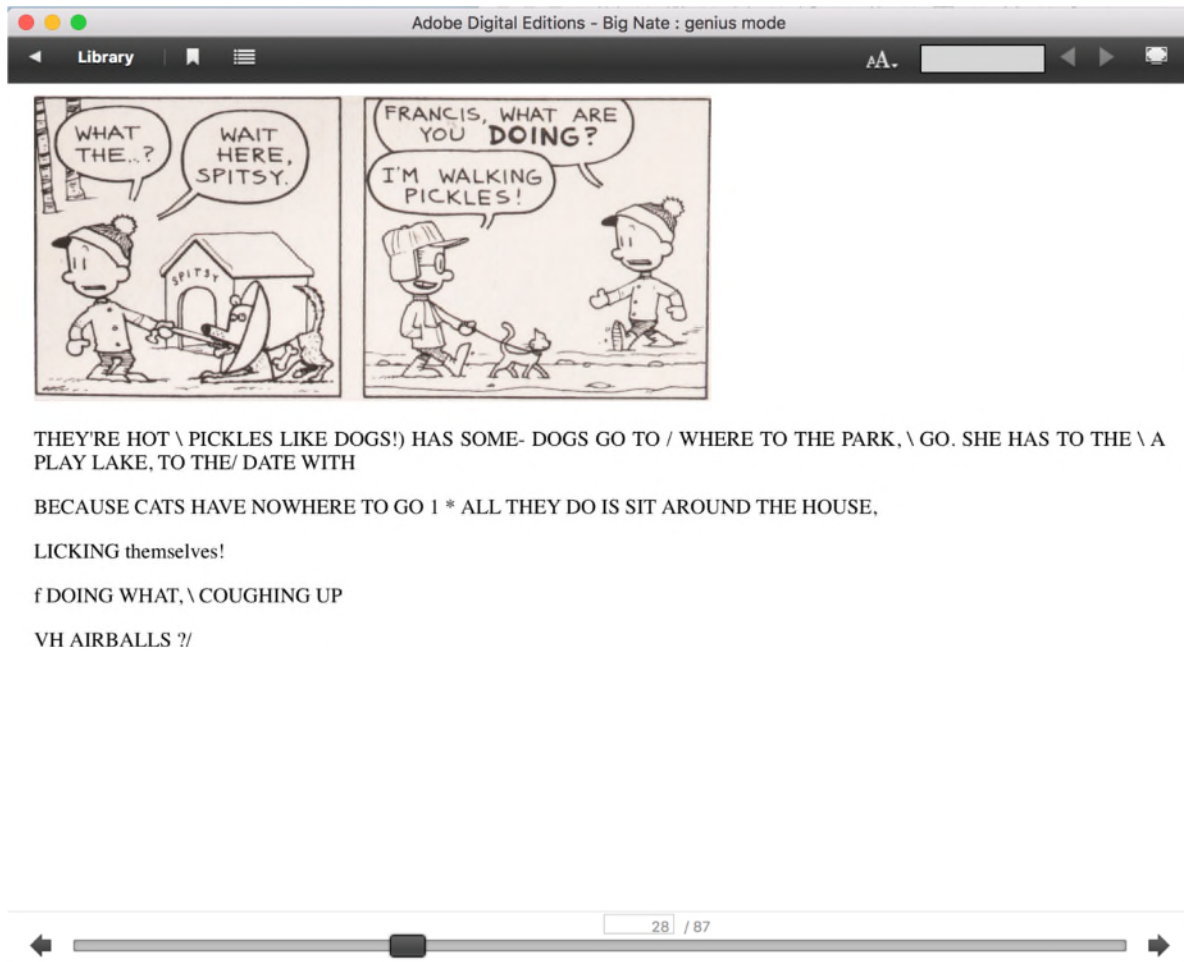 Adobe Digital Editions - Big Nate : genius mode
Library
AA
WHAT
THE..?
WAIT
HERE,
SPITSY.
SPITSY
FRANCIS, WHAT ARE
YOU DOING?
I'M WALKING
PICKLES!
THEY'RE HOT \ PICKLES LIKE DOGS!) HAS SOME- DOGS GO TO / WHERE TO THE PARK, \ GO. SHE HAS TO THE \ A
PLAY LAKE, TO THE/ DATE WITH
BECAUSE CATS HAVE NOWHERE TO GO 1 * ALL THEY DO IS SIT AROUND THE HOUSE,
LICKING themselves!
f DOING WHAT, \ COUGHING UP
VH AIRBALLS ?/
28 / 87